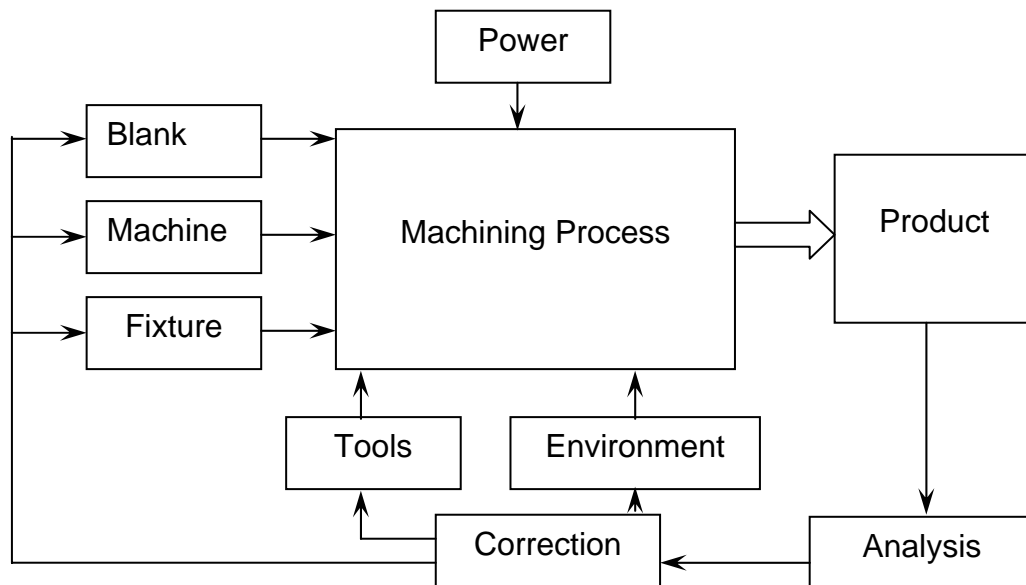 Power
Blank
Machine
Fixture
Machining Process
Product
Tools
Environment
Correction
Analysis